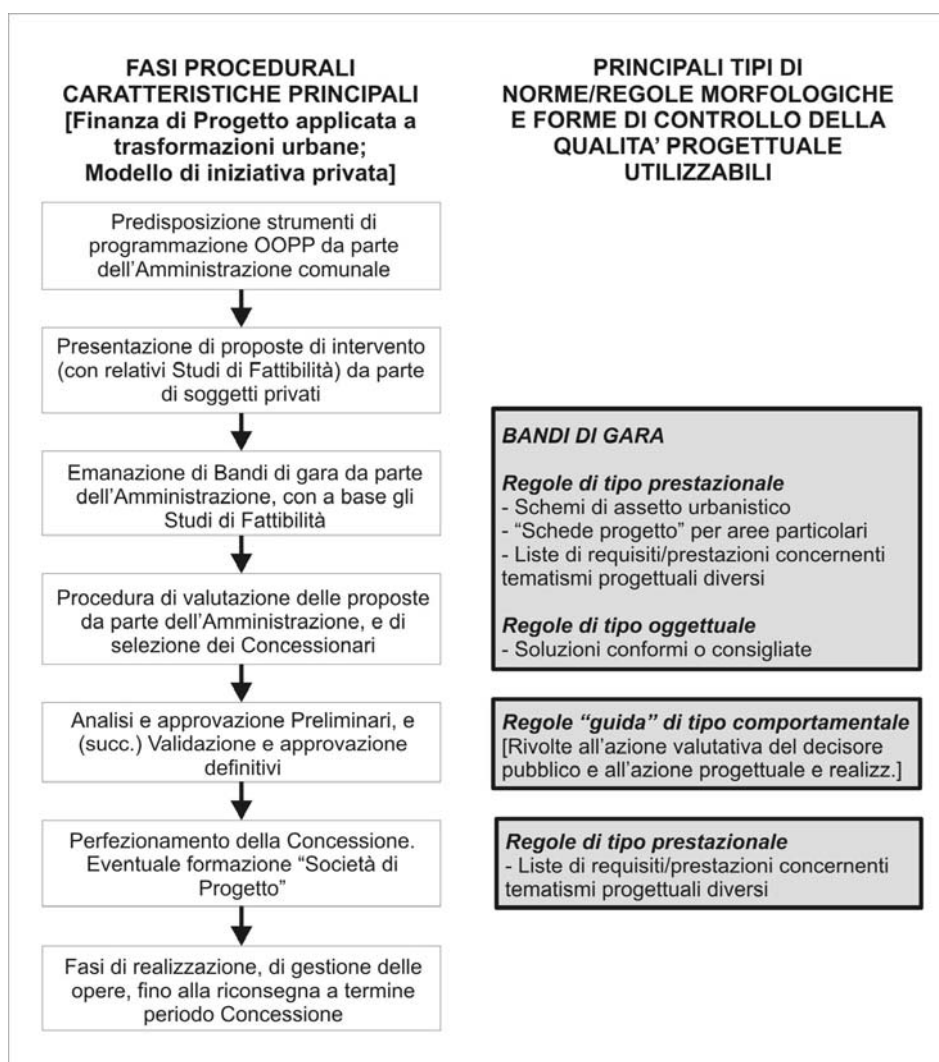 FASI PROCEDURALI
CARATTERISTICHE PRINCIPALI
[Finanza di Progetto applicata a
trasformazioni urbane;
Modello di iniziativa privata]
Predisposizione strumenti di
programmazione OOPP da parte
dell'Amministrazione comunale
Presentazione di proposte di intervento
(con relativi Studi di Fattibilità) da parte
di soggetti privati
Emanazione di Bandi di gara da parte
dell'Amministrazione, con a base gli
Studi di Fattibilità
Procedura di valutazione delle proposte
da parte dell'Amministrazione, e di
selezione dei Concessionari
Analisi e approvazione Preliminari, e
(succ.) Validazione e approvazione
definitivi
Perfezionamento della Concessione.
Eventuale formazione “Società di
Progetto”
Fasi di realizzazione, di gestione delle
opere, fino alla riconsegna a termine
periodo Concessione
PRINCIPALI TIPI DI
NORME/REGOLE MORFOLOGICHE
E FORME DI CONTROLLO DELLA
QUALITA’ PROGETTUALE
UTILIZZABILI
BANDI DI GARA
Regole di tipo prestazionale
- Schemi di assetto urbanistico
- “Schede progetto” per aree particolari
- Liste di requisiti/prestazioni concernenti
tematismi progettuali diversi
Regole di tipo oggettuale
- Soluzioni conformi o consigliate
Regole “guida” di tipo comportamentale
[Rivolte all’azione valutativa del decisore
pubblico e all’azione progettuale e realizz.]
Regole di tipo prestazionale
- Liste di requisiti/prestazioni concernenti
tematismi progettuali diversi